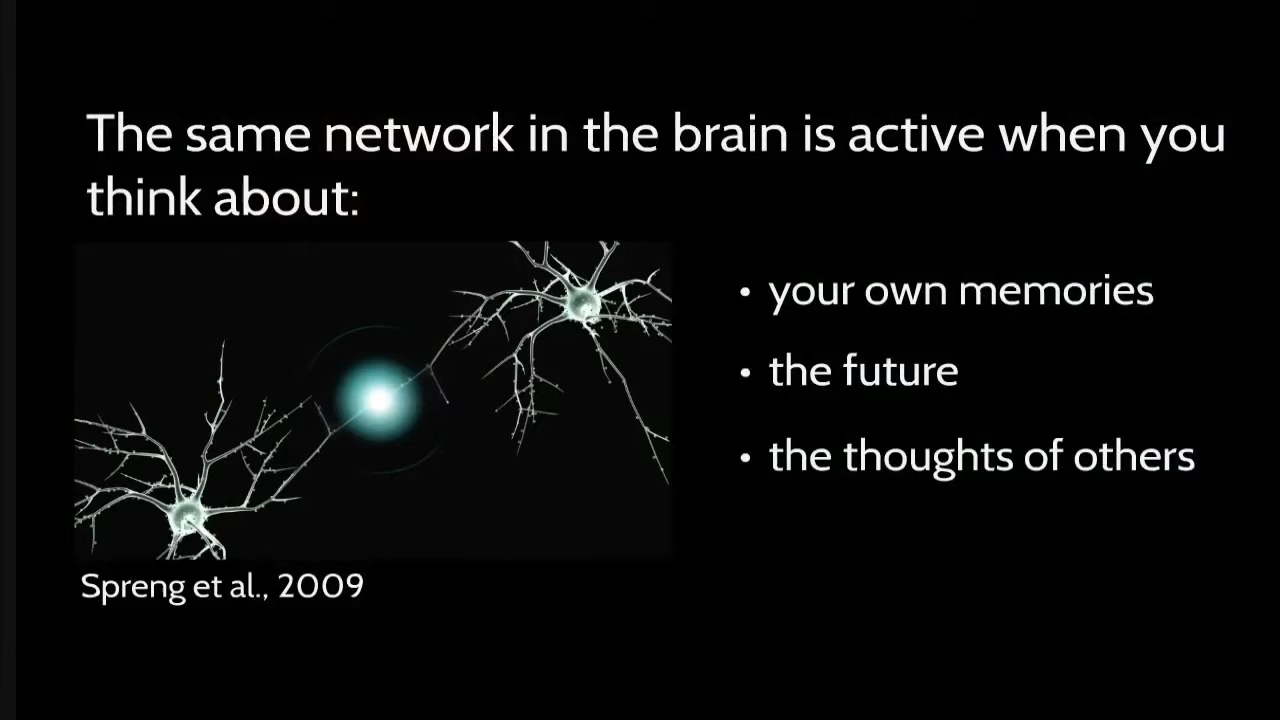 The same network in the brain is active when you
think about:
• your own memories
• the future
• the thoughts of others
Spreng et al., 2009